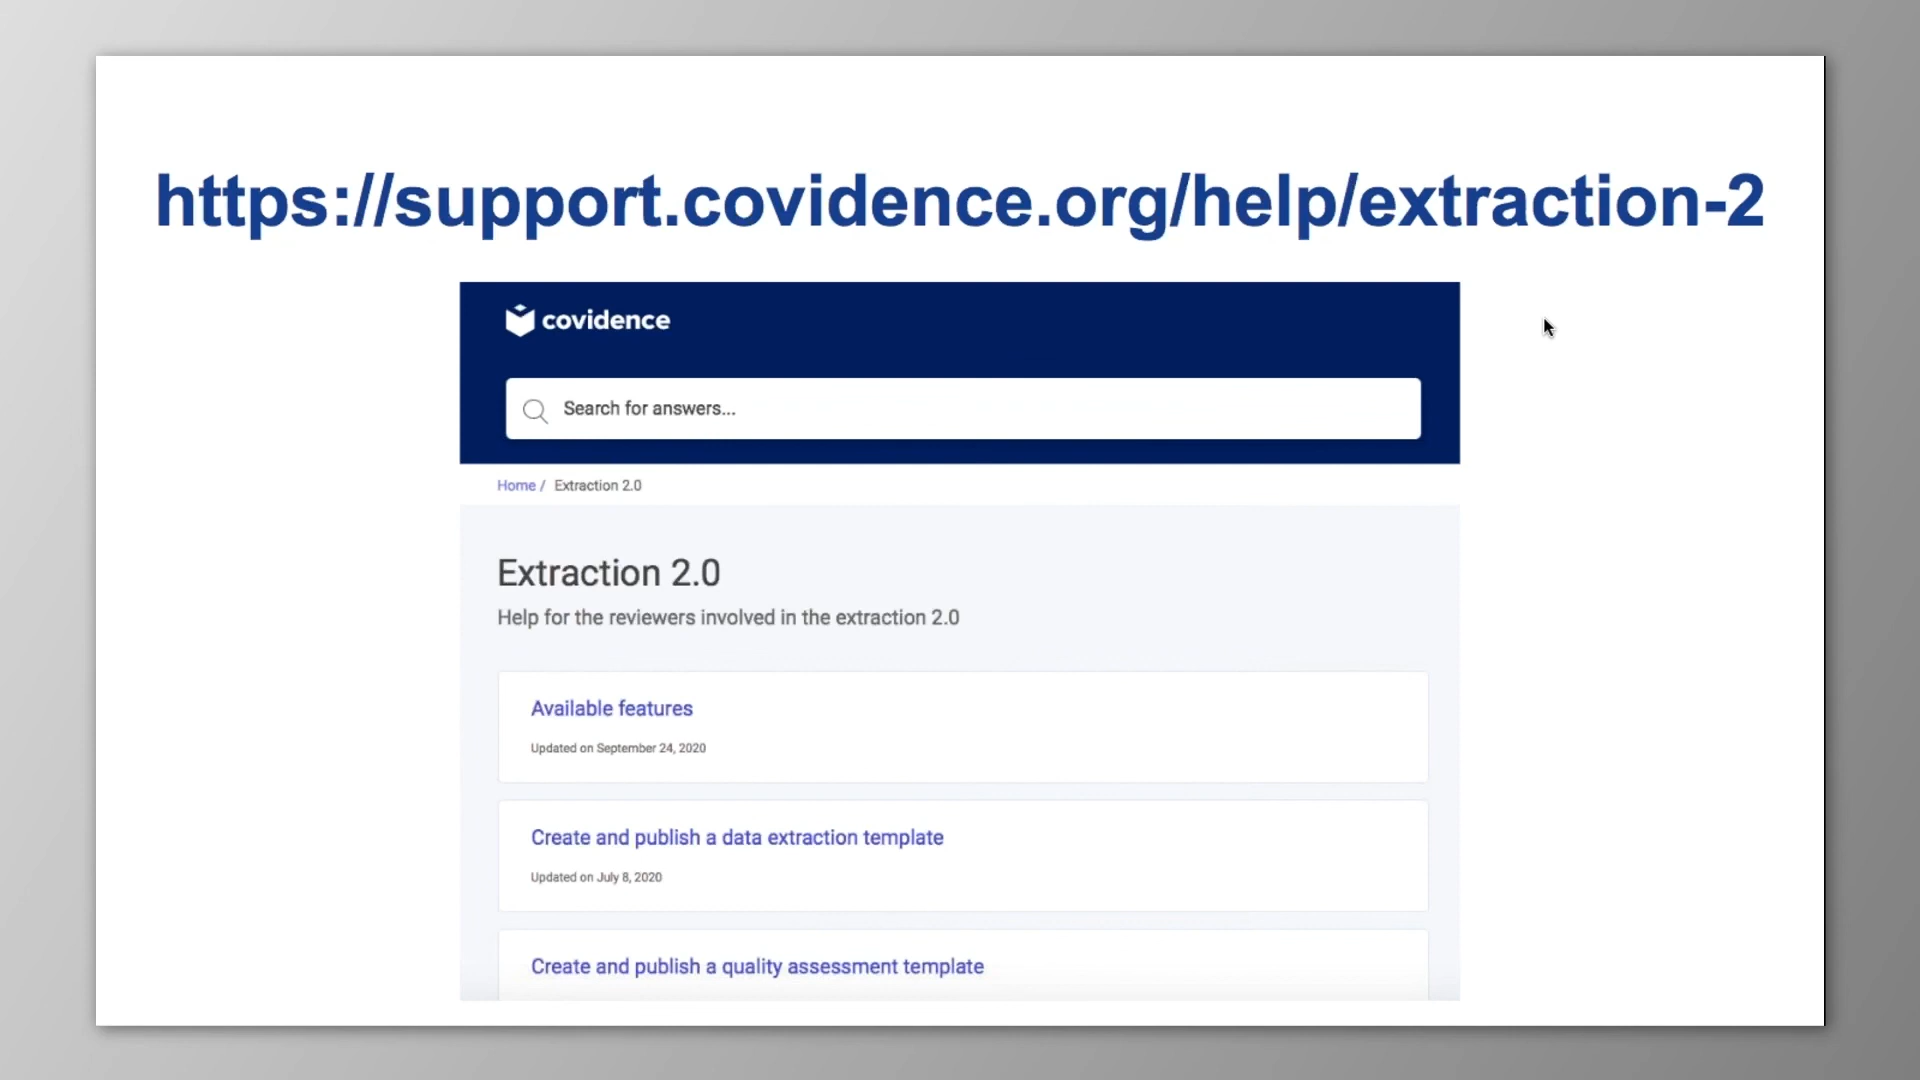 https://support.covidence.org/help/extraction-2
covidence
Search for answers...
Home / Extraction 2.0
Extraction 2.0
Help for the reviewers involved in the extraction 2.0
Available features
Updated on September 24, 2020
Create and publish a data extraction template
Updated on July 8, 2020
Create and publish a quality assessment template